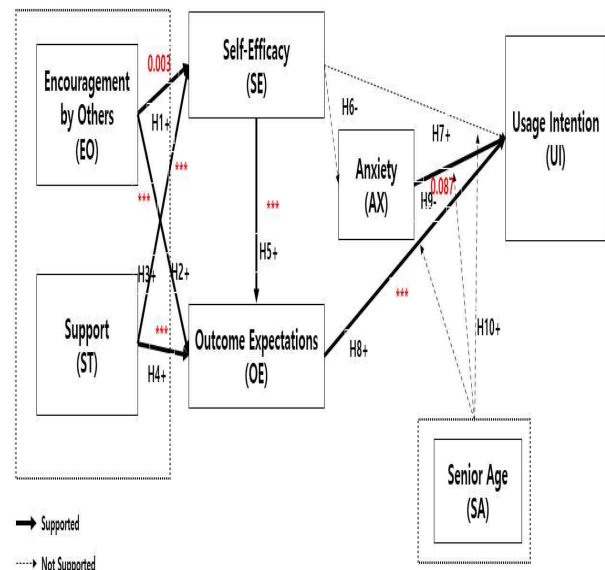 Encouragement
by Others
(EO)
0.003
H1+
Self-Efficacy
(SE)
H6-
H7+
Usage Intention
(UI)
Anxiety
(AX)
0.087
H9-
***
***
***
H5+
H3+
H2+
Support
(ST)
***
H4+
Outcome Expectations
(OE)
***
H8+
H10+
Senior Age
(SA)
Supported
Not Supported